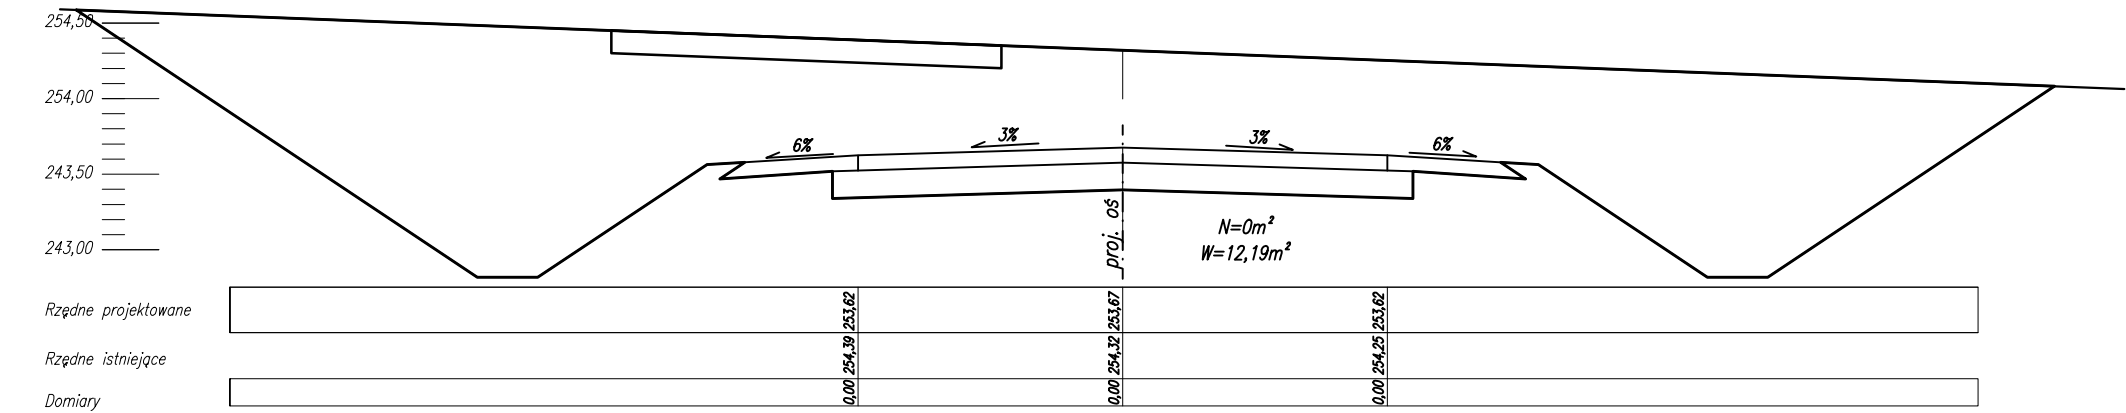 254,50
254,00
243,50
243,00
6%
3%
3%
6%
proj. oś
N=0m²
W=12,19m²
Rzędne projektowane
253,62
253,67
253,62
Rzędne istniejące
254,39
254,32
254,25
Domiary
0,00
0,00
0,00